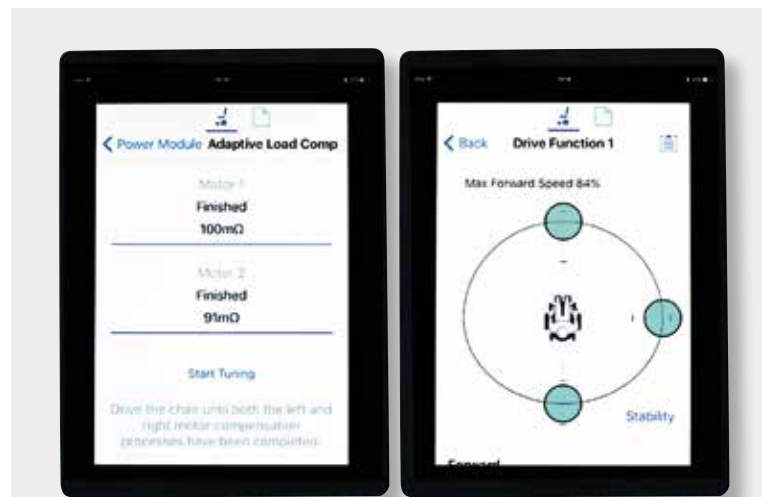 Power Module Adaptive Load Comp
Motor 1
Finished
100mΩ
Motor 2
Finished
91mΩ
Start Tuning
Drive the chair until both the left and
right motor compensation
processes have been completed.
Back Drive Function 1
Max Forward Speed 84%
Stability
Forward